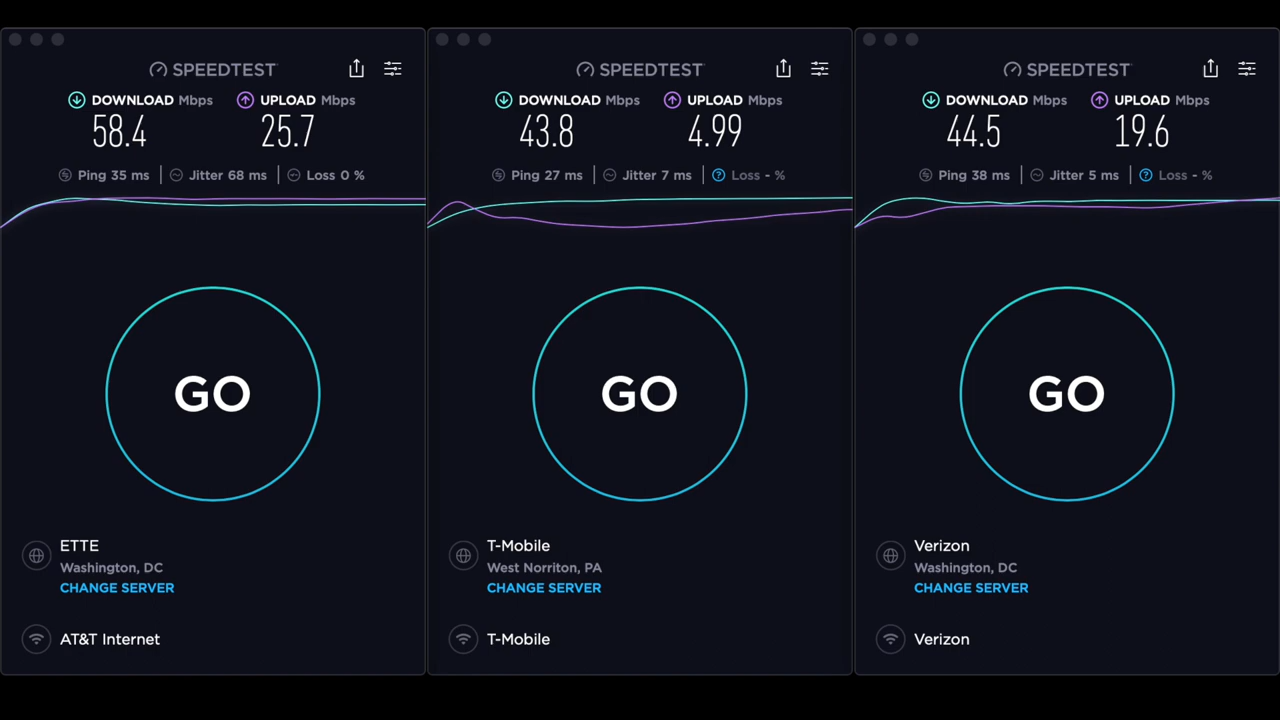 SPEEDTEST
DOWNLOAD Mbps UPLOAD Mbps
58.4 25.7
Ping 35 ms Jitter 68 ms Loss 0 %
GO
ETTE
Washington, DC
CHANGE SERVER
AT&T Internet
SPEEDTEST
DOWNLOAD Mbps UPLOAD Mbps
43.8 4.99
Ping 27 ms Jitter 7 ms ? Loss - %
GO
T-Mobile
West Norriton, PA
CHANGE SERVER
T-Mobile
SPEEDTEST
DOWNLOAD Mbps UPLOAD Mbps
44.5 19.6
Ping 38 ms Jitter 5 ms ? Loss - %
GO
Verizon
Washington, DC
CHANGE SERVER
Verizon